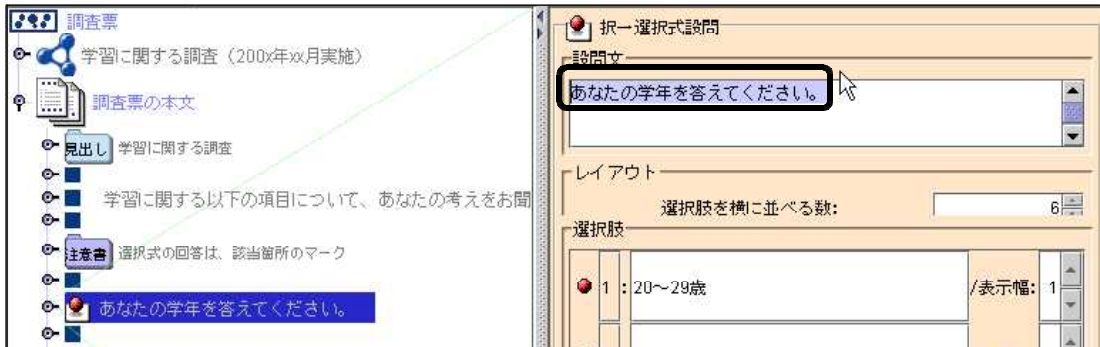 調査票
学習に関する調査（200x年xx月実施）
調査票の本文
見出し 学習に関する調査
学習に関する以下の項目について、あなたの考えをお聞
注意書 選択式の回答は、該当箇所のマーク
あなたの学年を答えてください。
択一選択式設問
設問文
あなたの学年を答えてください。
レイアウト
選択肢を横に並べる数: 6
選択肢
1 : 20～29歳 /表示幅: 1